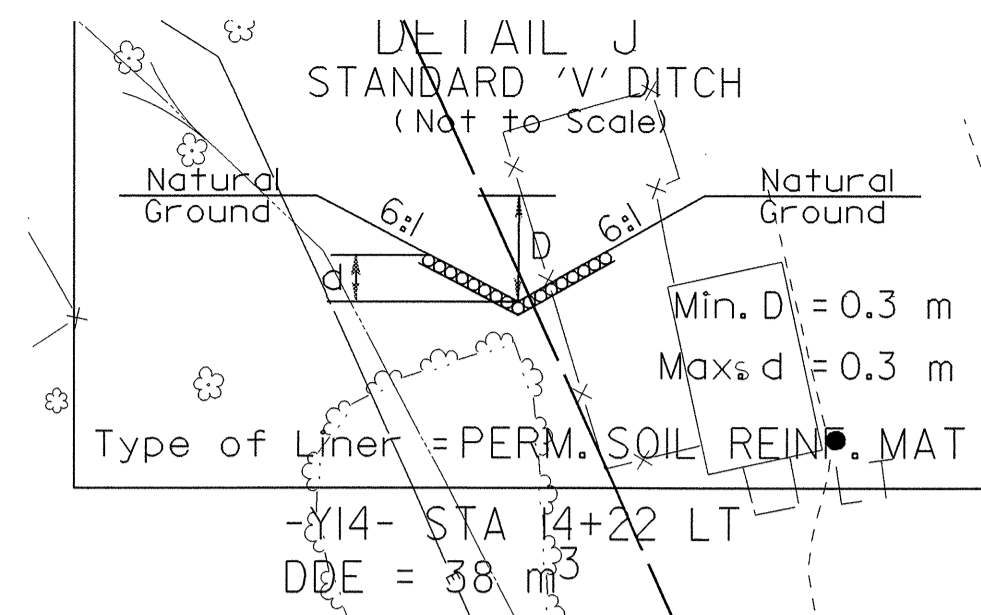 DETAIL J
STANDARD 'V' DITCH
(Not to Scale)
Natural Ground
6:1
D
6:1
Natural Ground
d
Min. D = 0.3 m
Max. d = 0.3 m
Type of Liner = PERM. SOIL REINF. MAT
-Y14- STA 14+22 LT
DDE = 38 m³